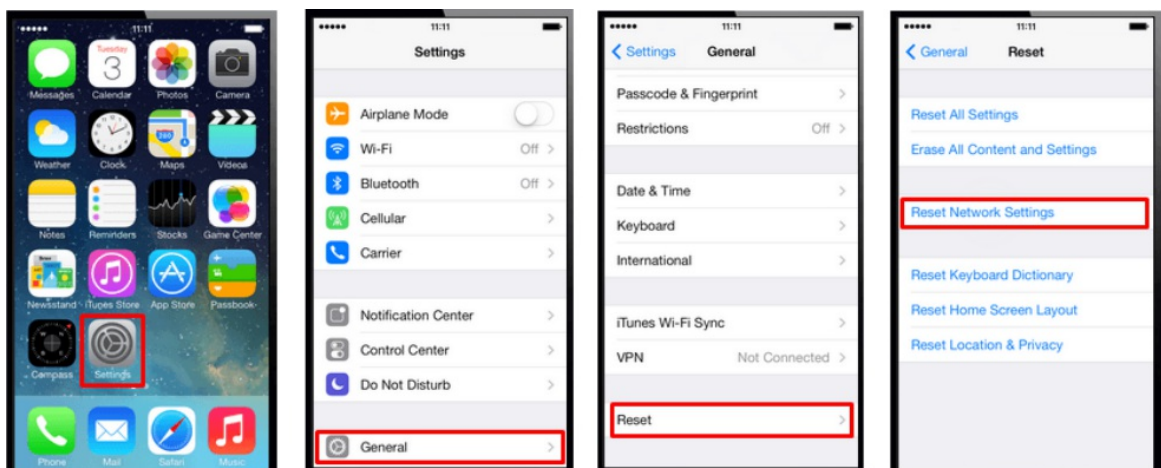 11:11
Tuesday
3
Messages Calendar Photos Camera
280
Weather Clock Maps Videos
Notes Reminders Stocks Game Center
Newsstand iTunes Store App Store Passbook
Compass Settings
Phone Mail Safari Music
11:11
Settings
Airplane Mode
Wi-Fi Off
Bluetooth Off
Cellular
Carrier
Notification Center
Control Center
Do Not Disturb
General
11:11
Settings General
Passcode & Fingerprint
Restrictions Off
Date & Time
Keyboard
International
iTunes Wi-Fi Sync
VPN Not Connected
Reset
11:11
General Reset
Reset All Settings
Erase All Content and Settings
Reset Network Settings
Reset Keyboard Dictionary
Reset Home Screen Layout
Reset Location & Privacy